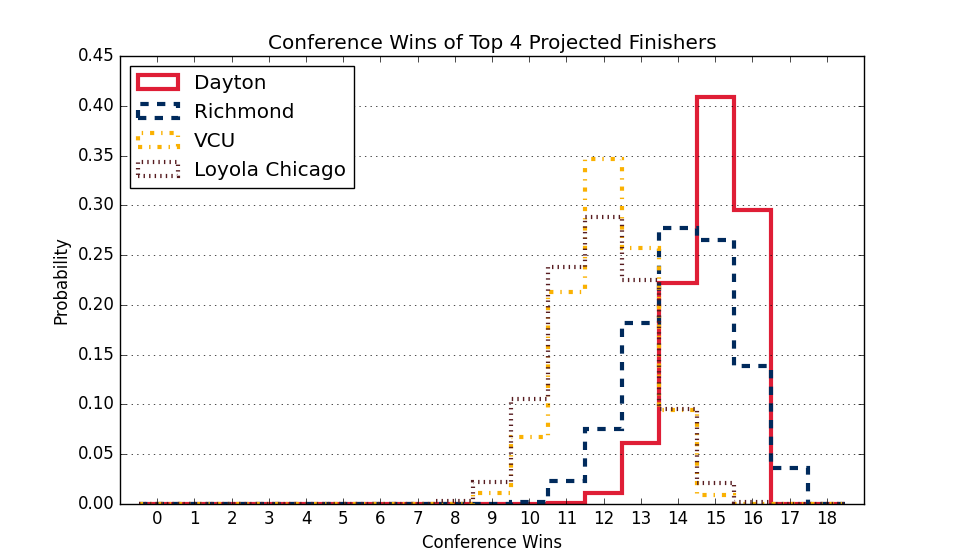 Conference Wins of Top 4 Projected Finishers
0.45
0.40
0.35
0.30
0.25
0.20
0.15
0.10
0.05
0.00
Probability
Dayton
Richmond
VCU
Loyola Chicago
0 1 2 3 4 5 6 7 8 9 10 11 12 13 14 15 16 17 18
Conference Wins